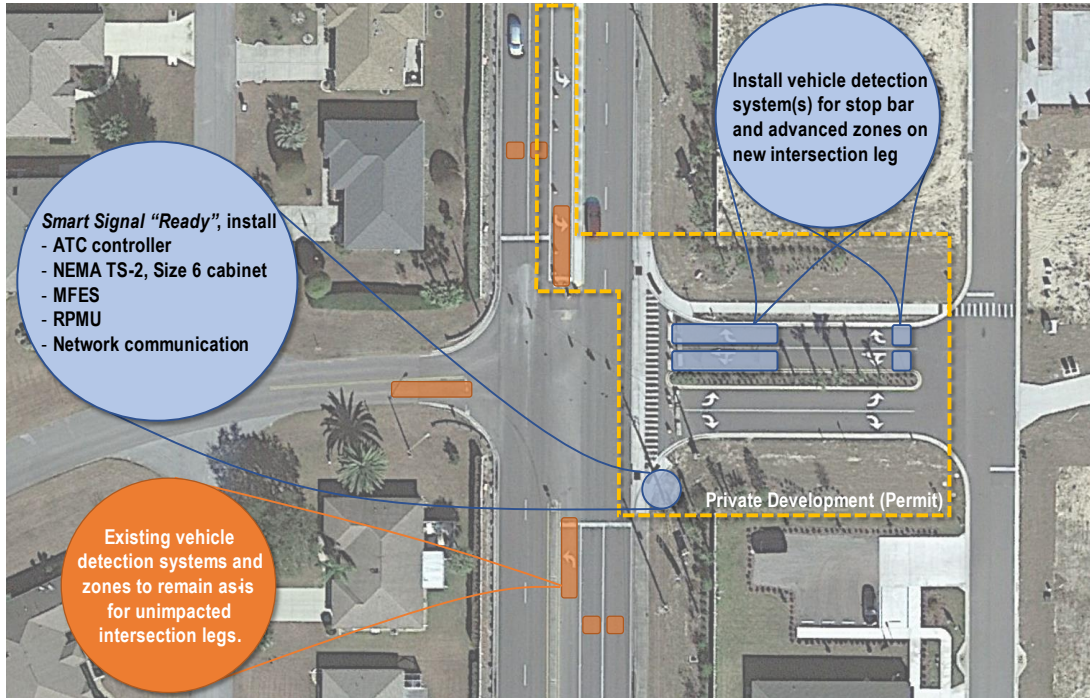 Install vehicle detection
system(s) for stop bar
and advanced zones on
new intersection leg
Smart Signal “Ready”, install
- ATC controller
- NEMA TS-2, Size 6 cabinet
- MFES
- RPMU
- Network communication
Private Development (Permit)
Existing vehicle
detection systems and
zones to remain as-is
for unimpacted
intersection legs.